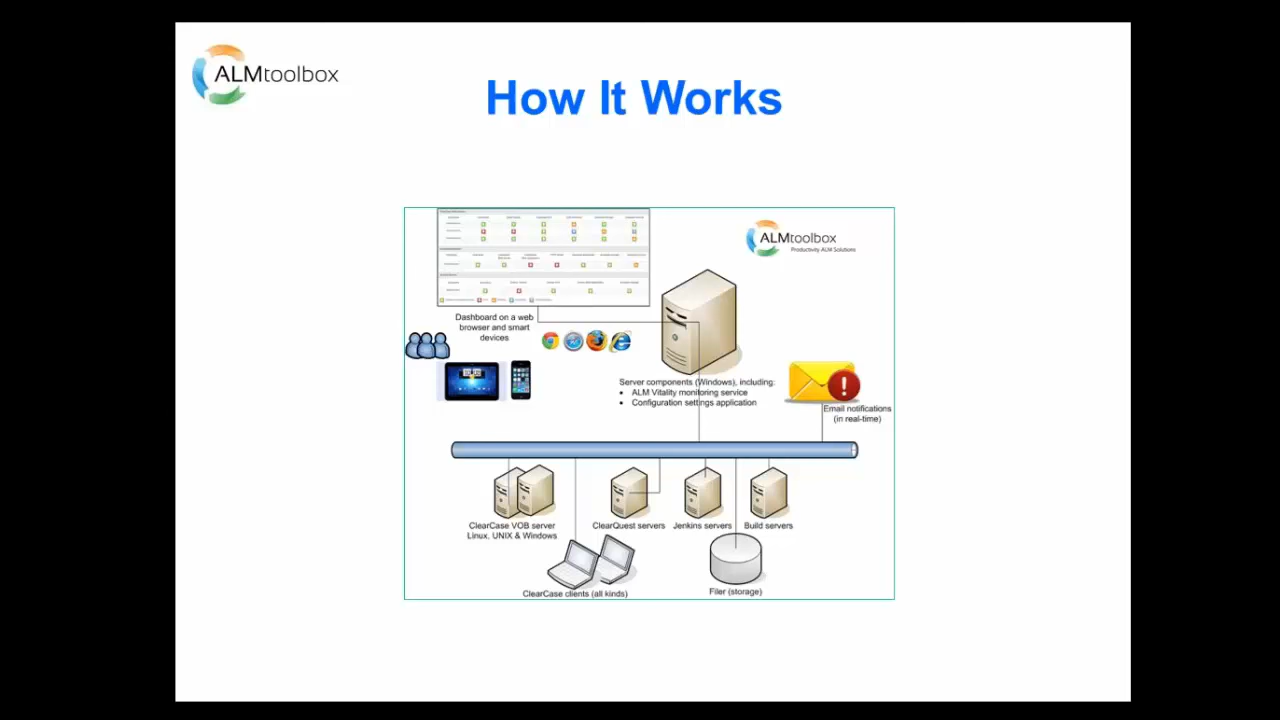 ALMtoolbox
How It Works
ALMtoolbox
Productivity ALM Solutions
Dashboard on a web
browser and smart
devices
Server components (Windows), including:
• ALM Vitality monitoring service
• Configuration settings application
Email notifications
(in real-time)
ClearCase VOB server
Linux, UNIX & Windows
ClearQuest servers
Jenkins servers
Build servers
ClearCase clients (all kinds)
Filer (storage)